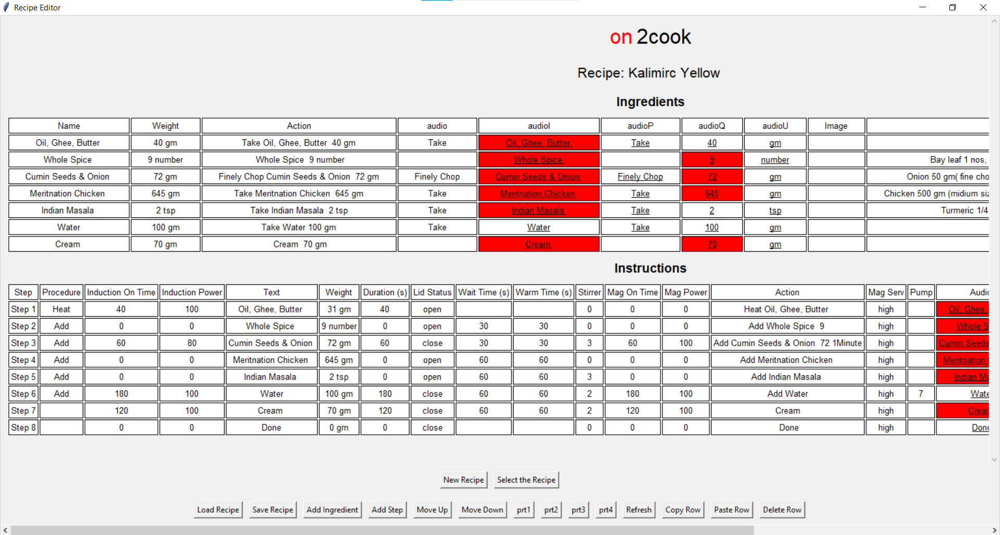 Recipe Editor
on 2cook
Recipe: Kalimirc Yellow
Ingredients
Name Weight Action audio audioI audioP audioQ audioU Image
Oil, Ghee, Butter 40 gm Take Oil, Ghee, Butter 40 gm Take Oil, Ghee, Butter Take 40 gm
Whole Spice 9 number Whole Spice 9 number Whole Spice 9 number Bay leaf 1 nos,
Cumin Seeds & Onion 72 gm Finely Chop Cumin Seeds & Onion 72 gm Finely Chop Cumin Seeds & Onion Finely Chop 72 gm Onion 50 gm( fine cho
Meritnation Chicken 645 gm Take Meritnation Chicken 645 gm Take Meritnation Chicken Take 645 gm Chicken 500 gm (midium siz
Indian Masala 2 tsp Take Indian Masala 2 tsp Take Indian Masala Take 2 tsp Turmeric 1/4
Water 100 gm Take Water 100 gm Take Water Take 100 gm
Cream 70 gm Cream 70 gm Cream 70 gm
Instructions
Step Procedure Induction On Time Induction Power Text Weight Duration (s) Lid Status Wait Time (s) Warm Time (s) Stirrer Mag On Time Mag Power Action Mag Serv Pump Audio
Step 1 Heat 40 100 Oil, Ghee, Butter 31 gm 40 open 0 0 0 Heat Oil, Ghee, Butter high Oil, Ghee,
Step 2 Add 0 0 Whole Spice 9 number 0 open 30 30 0 0 0 Add Whole Spice 9 high Whole S
Step 3 Add 60 80 Cumin Seeds & Onion 72 gm 60 close 30 30 3 60 100 Add Cumin Seeds & Onion 72 1Minute high Cumin Seeds
Step 4 Add 0 0 Meritnation Chicken 645 gm 0 open 60 60 0 0 0 Add Meritnation Chicken high Meritnation
Step 5 Add 0 0 Indian Masala 2 tsp 0 open 60 60 3 0 0 Add Indian Masala high Indian Ma
Step 6 Add 180 100 Water 100 gm 180 close 60 60 2 180 100 Add Water high 7 Wate
Step 7 120 100 Cream 70 gm 120 close 60 60 2 120 100 Cream high Crear
Step 8 0 0 Done 0 gm 0 close 0 0 0 Done high Done
New Recipe Select the Recipe
Load Recipe Save Recipe Add Ingredient Add Step Move Up Move Down prt1 prt2 prt3 prt4 Refresh Copy Row Paste Row Delete Row